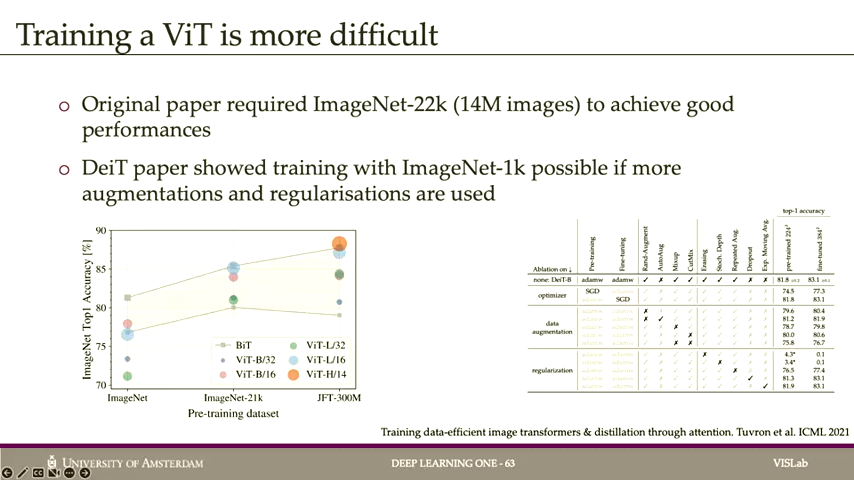 Training a ViT is more difficult
Original paper required ImageNet-22k (14M images) to achieve good
performances
DeiT paper showed training with ImageNet-1k possible if more
augmentations and regularisations are used
ImageNet Top1 Accuracy [%]
90
85
80
75
70
BiT
ViT-B/32
ViT-B/16
ViT-L/32
ViT-L/16
ViT-H/14
ImageNet
ImageNet-21k
JFT-300M
Pre-training dataset
top-1 accuracy
Ablation on ↓
Pre-training
Fine-tuning
Rand-Augment
AutoAug
Mixup
CutMix
Erasing
Stoch. Depth
Repeated Aug.
Dropout
Exp. Moving Avg.
pre-trained 224²
fine-tuned 384²
none: DeiT-B adamw adamw ✓ ✗ ✓ ✓ ✓ ✓ ✓ ✗ ✗ 81.8 83.1
optimizer
SGD 74.5 77.3
SGD 81.8 83.1
data
augmentation
✗ 79.6 80.4
✗ ✓ 81.2 81.9
✗ 78.7 79.8
✗ 80.0 80.6
✗ ✗ 75.8 76.7
regularization
✗ 4.3* 0.1
✗ 3.4* 0.1
✗ 76.5 77.4
✓ 81.3 83.1
✓ 81.9 83.1
Training data-efficient image transformers & distillation through attention. Tuvron et al. ICML 2021
UNIVERSITY OF AMSTERDAM
DEEP LEARNING ONE - 63
VISLab